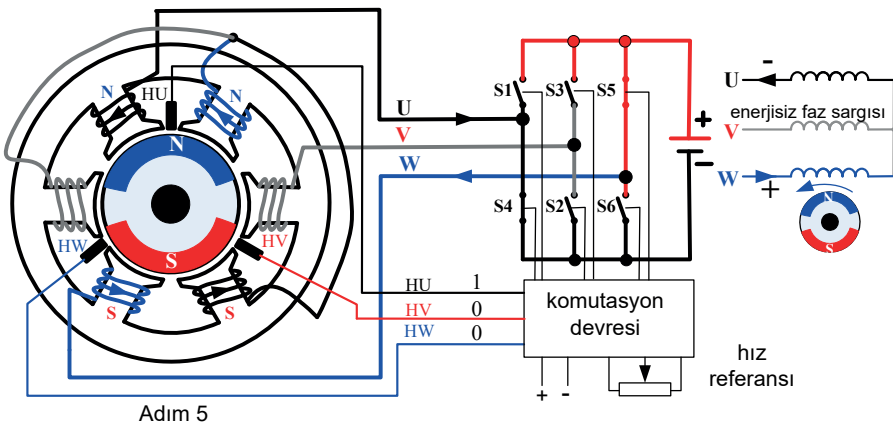 N
HU
N
N
S
HW
HV
S
S
U
V
W
S1
S3
S5
S4
S2
S6
+
-
-
U
enerjisiz faz sargısı
V
W
+
N
S
HU 1
HV 0
HW 0
komutasyon
devresi
+ -
hız
referansı
Adım 5